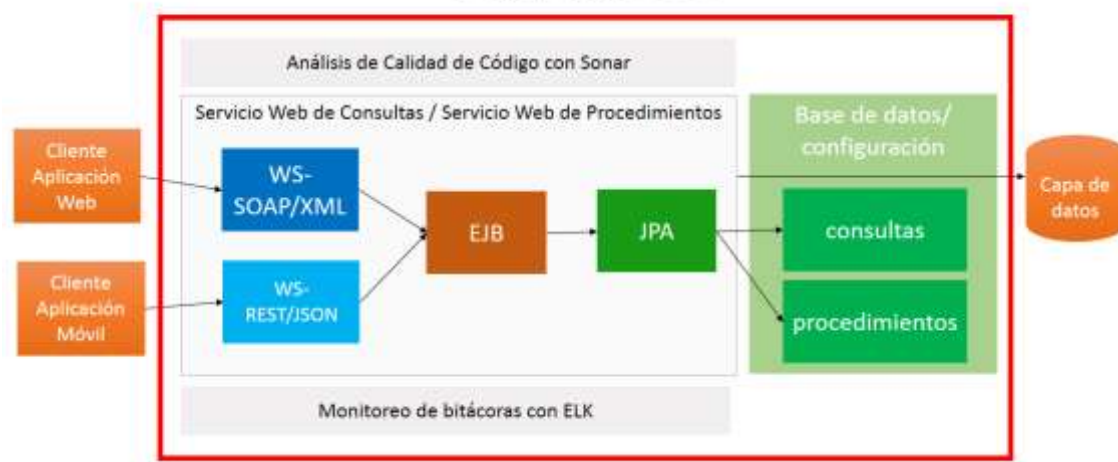 Análisis de Calidad de Código con Sonar
Servicio Web de Consultas / Servicio Web de Procedimientos
Cliente
Aplicación
Web
WS-
SOAP/XML
EJB
JPA
Base de datos/
configuración
consultas
procedimientos
Capa de
datos
Cliente
Aplicación
Móvil
WS-
REST/JSON
Monitoreo de bitácoras con ELK